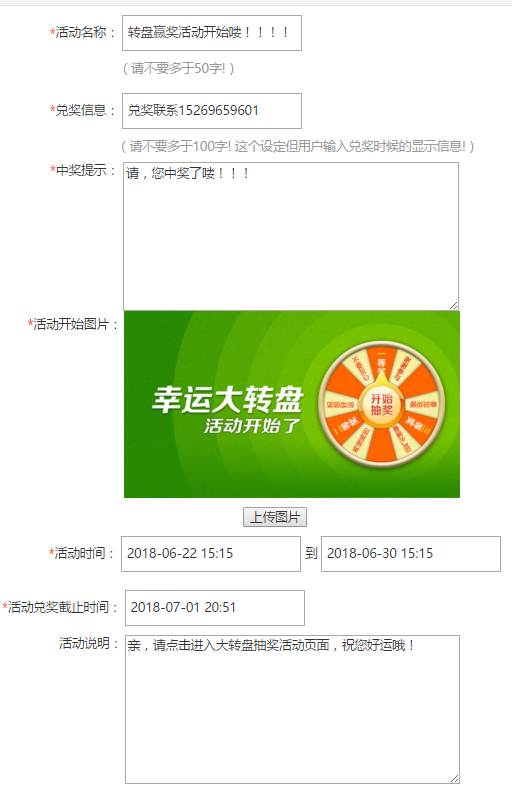 *活动名称： 转盘赢奖活动开始喽！！！！
（请不要多于50字!）
*兑奖信息： 兑奖联系15269659601
（请不要多于100字! 这个设定但用户输入兑奖时候的显示信息!）
*中奖提示： 请，您中奖了喽！！！
*活动开始图片：
幸运大转盘
活动开始了
一等奖
开始
抽奖
上传图片
*活动时间： 2018-06-22 15:15 到 2018-06-30 15:15
*活动兑奖截止时间： 2018-07-01 20:51
活动说明： 亲，请点击进入大转盘抽奖活动页面，祝您好运哦！